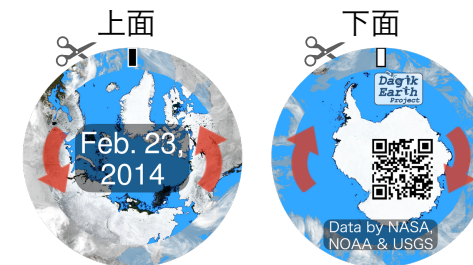 上面
下面
Feb. 23,
2014
Dagik
Earth
Project
Data by NASA,
NOAA & USGS